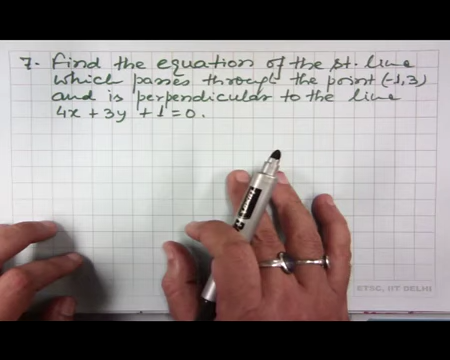 7. Find the equation of the st. line
which passes through the point (-1,3)
and is perpendicular to the line
4x + 3y + 1 = 0.
ETSC, IIT DELHI